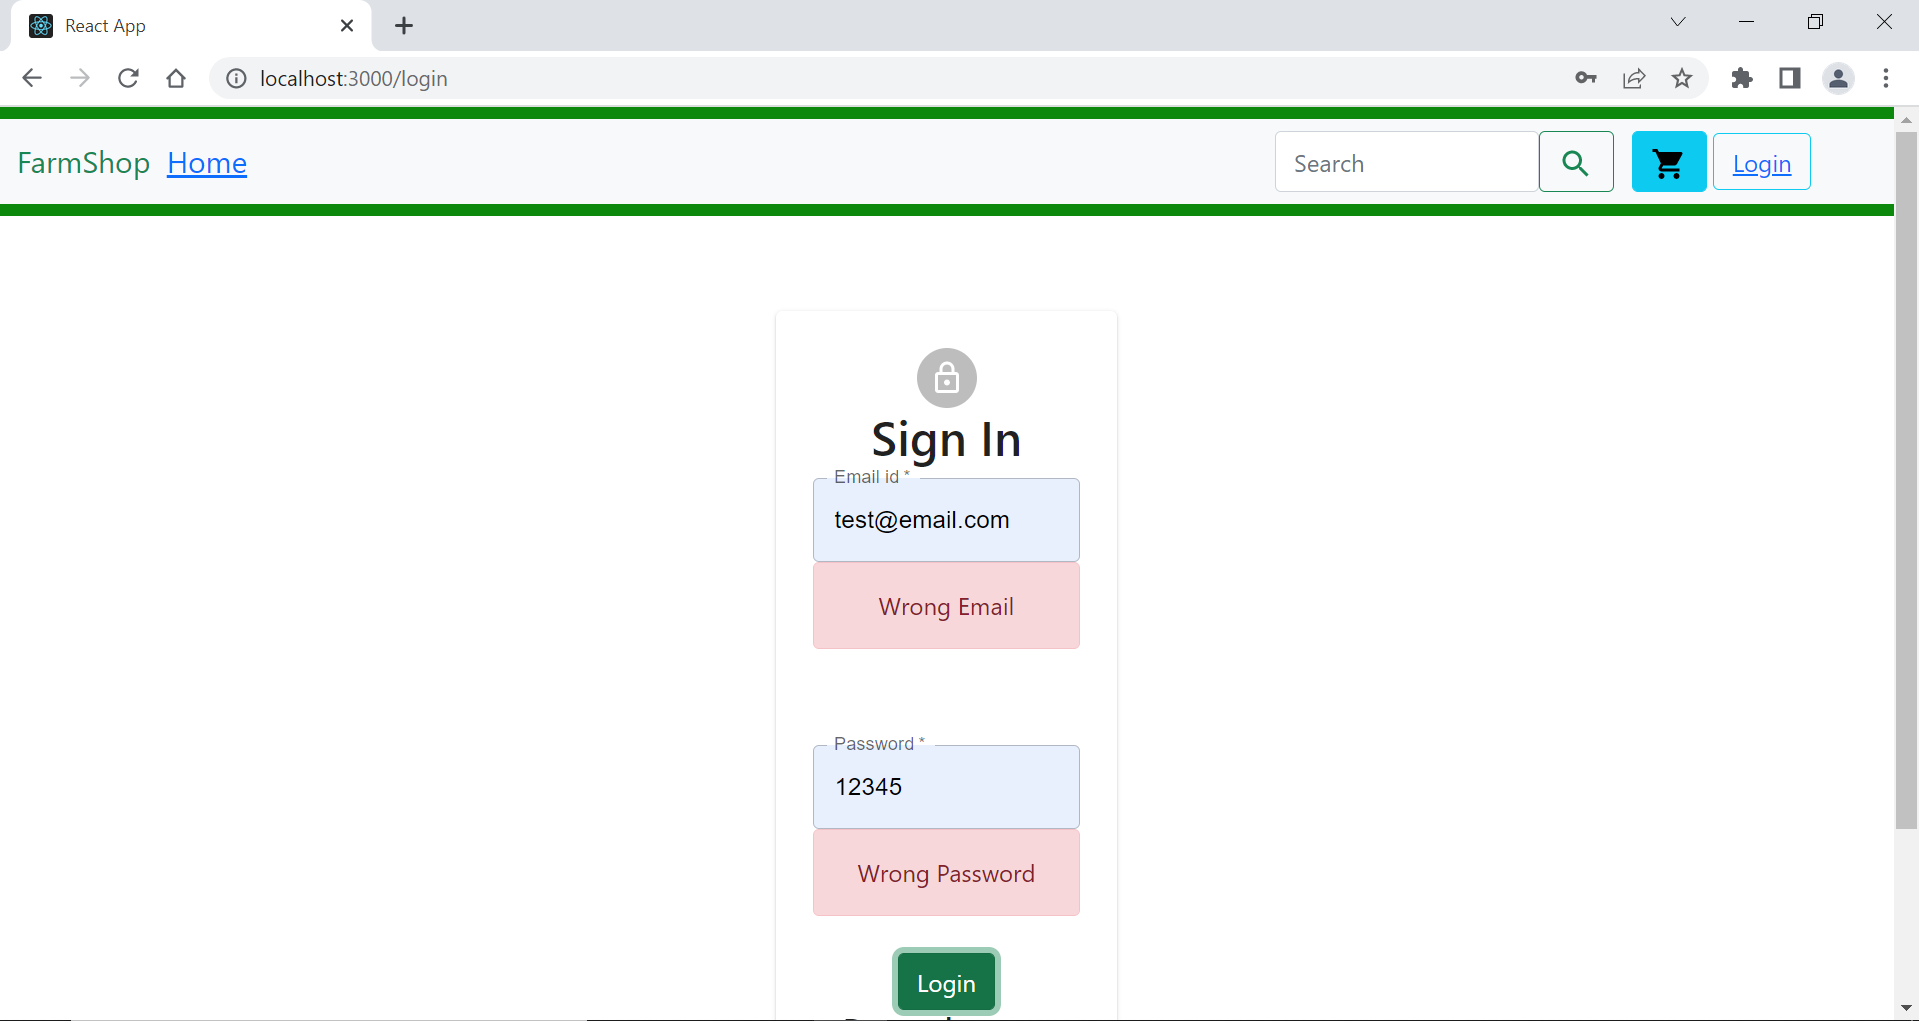 React App
localhost:3000/login
FarmShop Home Search Login
Sign In
Email id *
test@email.com
Wrong Email
Password *
12345
Wrong Password
Login